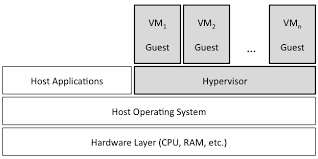 VM1 VM2 VMn
Guest Guest ... Guest
Host Applications Hypervisor
Host Operating System
Hardware Layer (CPU, RAM, etc.)